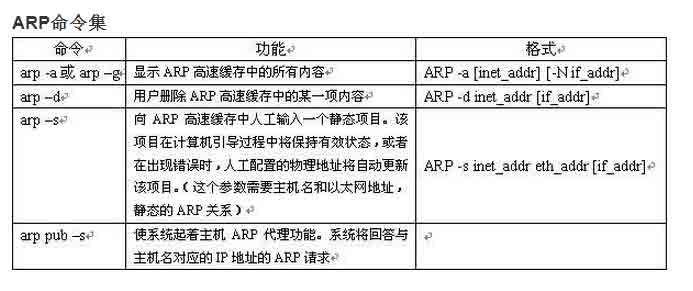 ARP命令集
命令 功能 格式
arp -a 或 arp –g 显示 ARP 高速缓存中的所有内容 ARP -a [inet_addr] [-N if_addr]
arp –d 用户删除 ARP 高速缓存中的某一项内容 ARP -d inet_addr [if_addr]
arp –s 向 ARP 高速缓存中人工输入一个静态项目。该
项目在计算机引导过程中将保持有效状态，或者
在出现错误时，人工配置的物理地址将自动更新 ARP -s inet_addr eth_addr [if_addr]
该项目。（这个参数需要主机名和以太网地址，
静态的 ARP 关系）
arp pub –s 使系统起着主机 ARP 代理功能。系统将回答与
主机名对应的 IP 地址的 ARP 请求